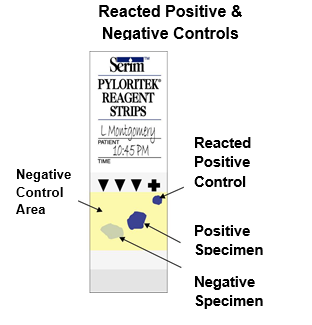 Reacted Positive &
Negative Controls
Serim™
PYLORITEK®
REAGENT
STRIPS
L Montgomery
PATIENT
10:45 PM
TIME
Reacted
Positive
Control
Negative
Control
Area
Positive
Specimen
Negative
Specimen